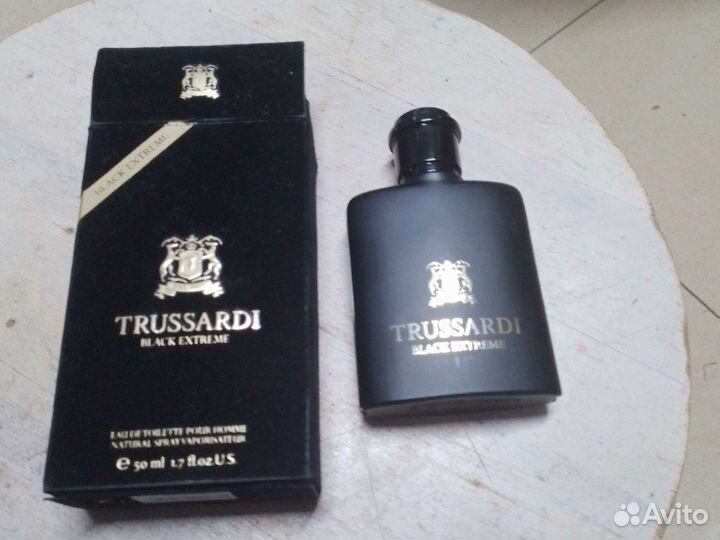 BLACK EXTREME
TRUSSARDI
BLACK EXTREME
EAU DE TOILETTE POUR HOMME
NATURAL SPRAY VAPORISATEUR
e 50 ml 1.7 fl.oz.U.S.
TRUSSARDI
BLACK EXTREME
Avito